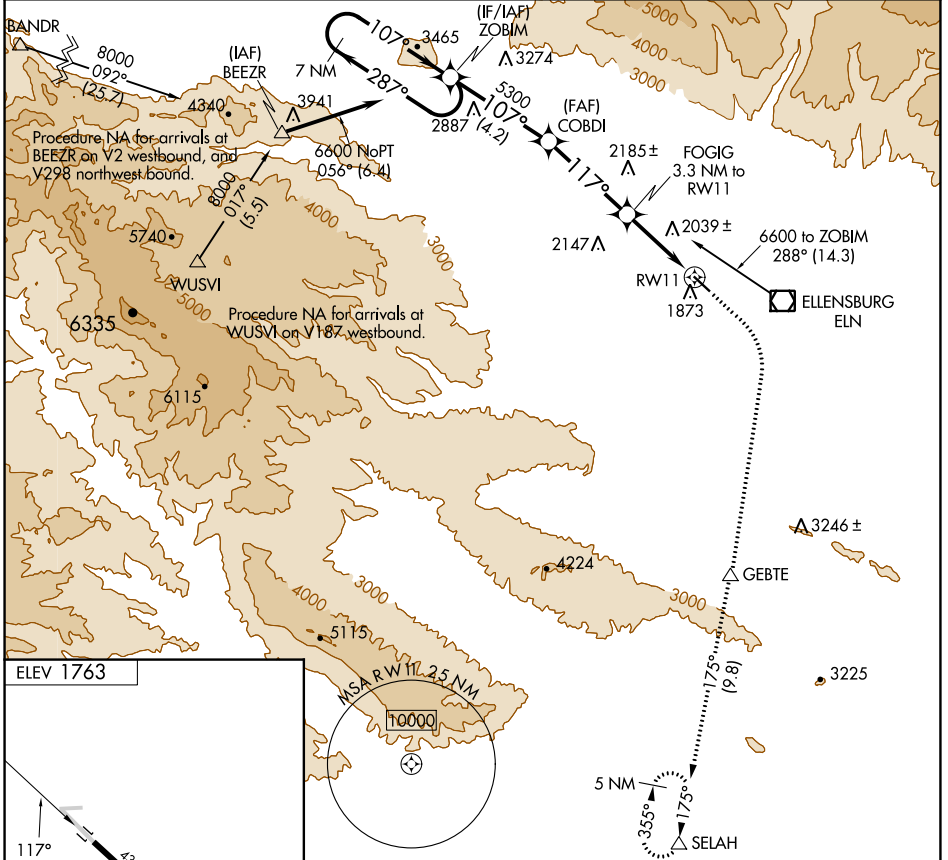 BANDR
8000
092°
(25.7)
(IAF)
BEEZR
7 NM
107°
3465
(IF/IAF)
ZOBIM
3274
5000
4000
3000
287°
4340
3941
2887
5300
107°
(4.2)
(FAF)
COBDI
Procedure NA for arrivals at
BEEZR on V2 westbound, and
V298 northwest bound.
6600 NoPT
056° (6.4)
8000
017°
(5.5)
2185±
FOGIG
3.3 NM to
RW11
117°
4000
3000
5740
WUSVI
2147
2039±
6600 to ZOBIM
288° (14.3)
RW11
1873
ELLENSBURG
ELN
5000
6335
Procedure NA for arrivals at
WUSVI on V187 westbound.
6115
3246±
4224
GEBTE
3000
4000
3000
5115
175°
(9.8)
3225
ELEV 1763
MSA RW11 25 NM
10000
5 NM
355°
175°
SELAH
117°